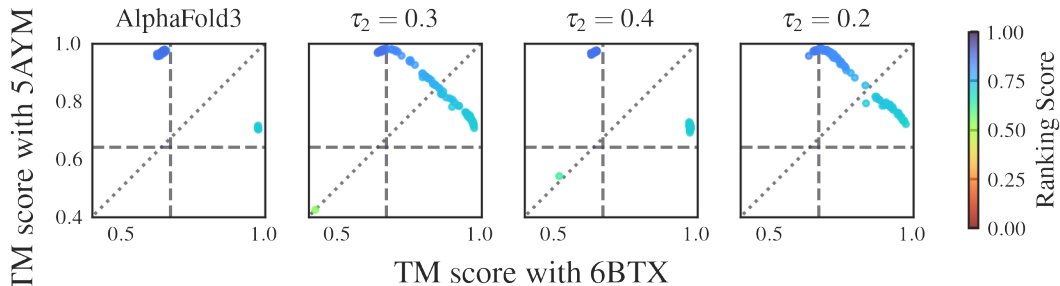 AlphaFold3
τ₂ = 0.3
τ₂ = 0.4
τ₂ = 0.2
TM score with 5AYM
1.0
0.8
0.6
0.4
0.5 1.0
0.5 1.0
0.5 1.0
0.5 1.0
TM score with 6BTX
1.00
0.75
0.50
0.25
0.00
Ranking Score